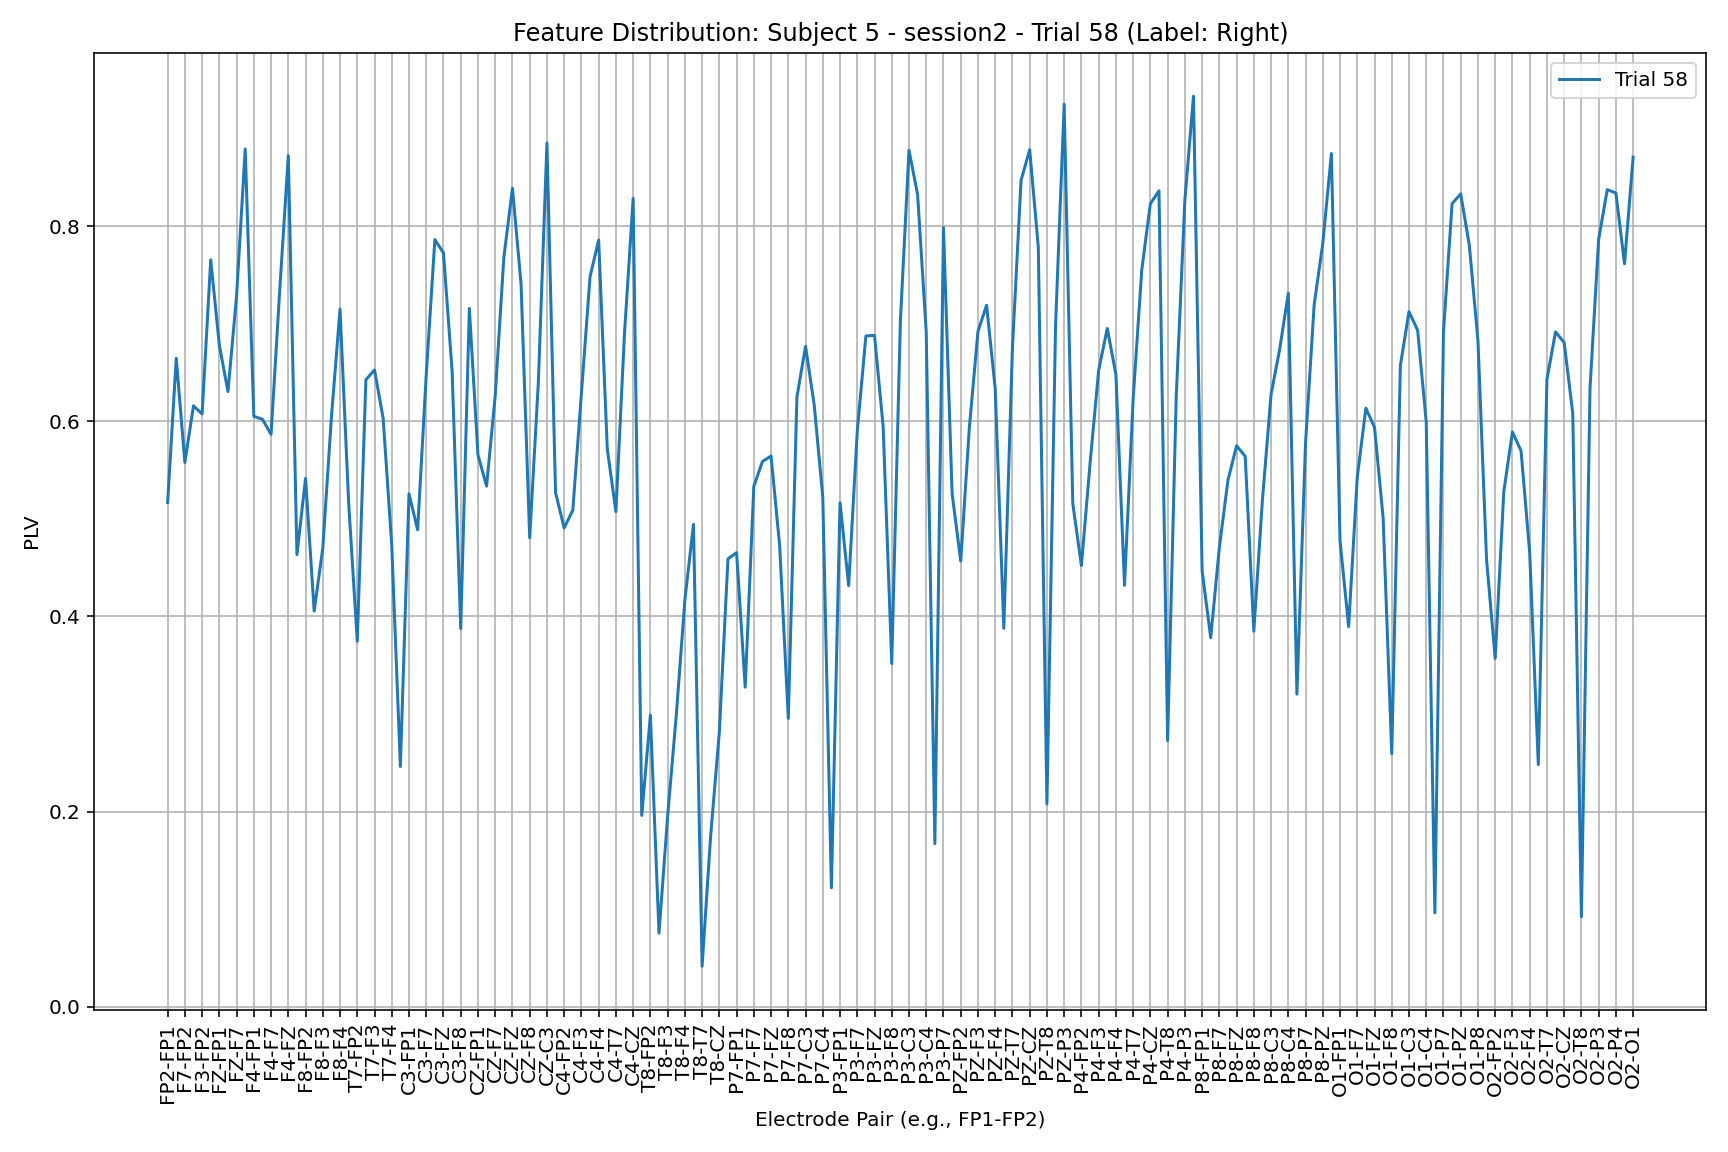 Feature Distribution: Subject 5 - session2 - Trial 58 (Label: Right)
Trial 58
PLV
0.8
0.6
0.4
0.2
0.0
FP2-FP1
F7-FP2
F3-FP2
FZ-FP1
FZ-F7
F4-FP1
F4-F7
F4-FZ
F8-FP2
F8-F3
F8-F4
T7-FP2
T7-F3
T7-F4
C3-FP1
C3-F7
C3-FZ
C3-F8
CZ-FP1
CZ-F7
CZ-FZ
CZ-F8
CZ-C3
C4-FP2
C4-F3
C4-F4
C4-T7
C4-CZ
T8-FP2
T8-F3
T8-F4
T8-T7
T8-CZ
P7-FP1
P7-F7
P7-FZ
P7-F8
P7-C3
P7-C4
P3-FP1
P3-F7
P3-FZ
P3-F8
P3-C3
P3-C4
P3-P7
PZ-FP2
PZ-F3
PZ-F4
PZ-T7
PZ-CZ
PZ-T8
PZ-P3
P4-FP2
P4-F3
P4-F4
P4-T7
P4-CZ
P4-T8
P4-P3
P8-FP1
P8-F7
P8-FZ
P8-F8
P8-C3
P8-C4
P8-P7
P8-PZ
O1-FP1
O1-F7
O1-FZ
O1-F8
O1-C3
O1-C4
O1-P7
O1-PZ
O1-P8
O2-FP2
O2-F3
O2-F4
O2-T7
O2-CZ
O2-T8
O2-P3
O2-P4
O2-O1
Electrode Pair (e.g., FP1-FP2)